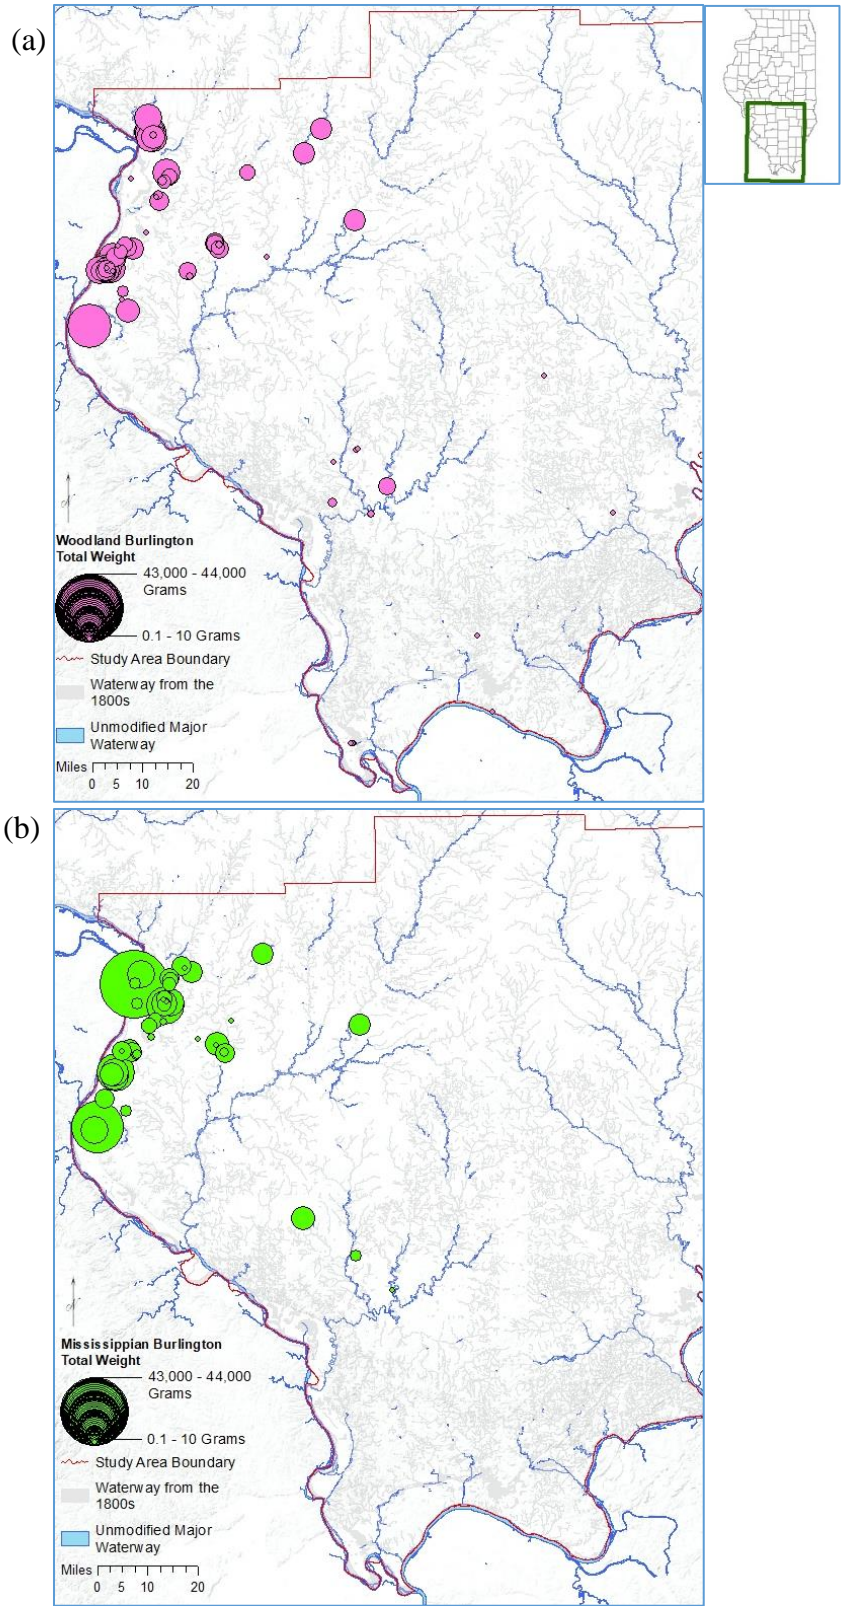 (a)
Woodland Burlington
Total Weight
43,000 - 44,000
Grams
0.1 - 10 Grams
Study Area Boundary
Waterway from the
1800s
Unmodified Major
Waterway
Miles
0 5 10 20
(b)
Mississippian Burlington
Total Weight
43,000 - 44,000
Grams
0.1 - 10 Grams
Study Area Boundary
Waterway from the
1800s
Unmodified Major
Waterway
Miles
0 5 10 20